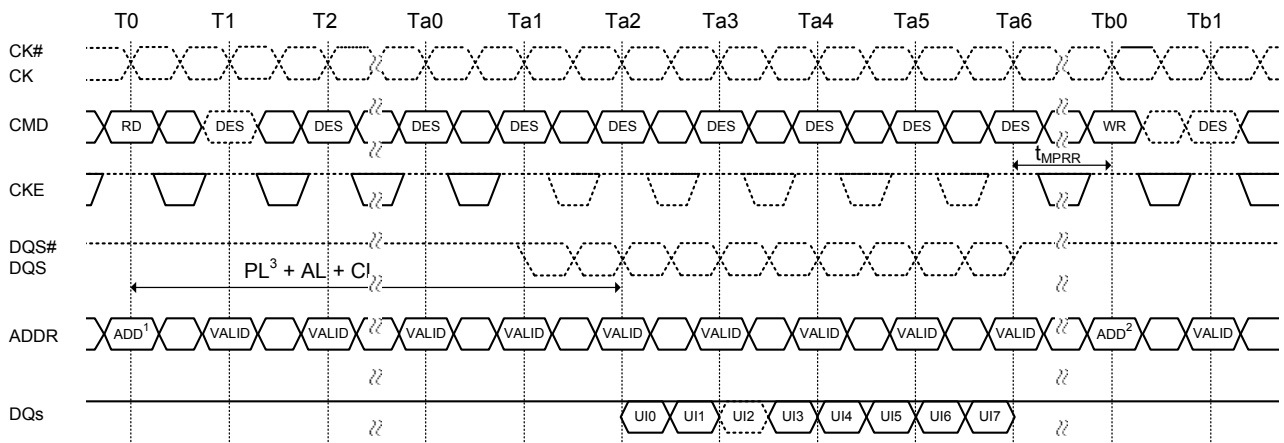 T0 T1 T2 Ta0 Ta1 Ta2 Ta3 Ta4 Ta5 Ta6 Tb0 Tb1
CK#
CK
CMD RD DES DES DES DES DES DES DES DES DES WR DES
tMPRR
CKE
DQS#
DQS
PL³ + AL + Cl
ADDR ADD¹ VALID VALID VALID VALID VALID VALID VALID VALID VALID ADD² VALID
DQs UI0 UI1 UI2 UI3 UI4 UI5 UI6 UI7